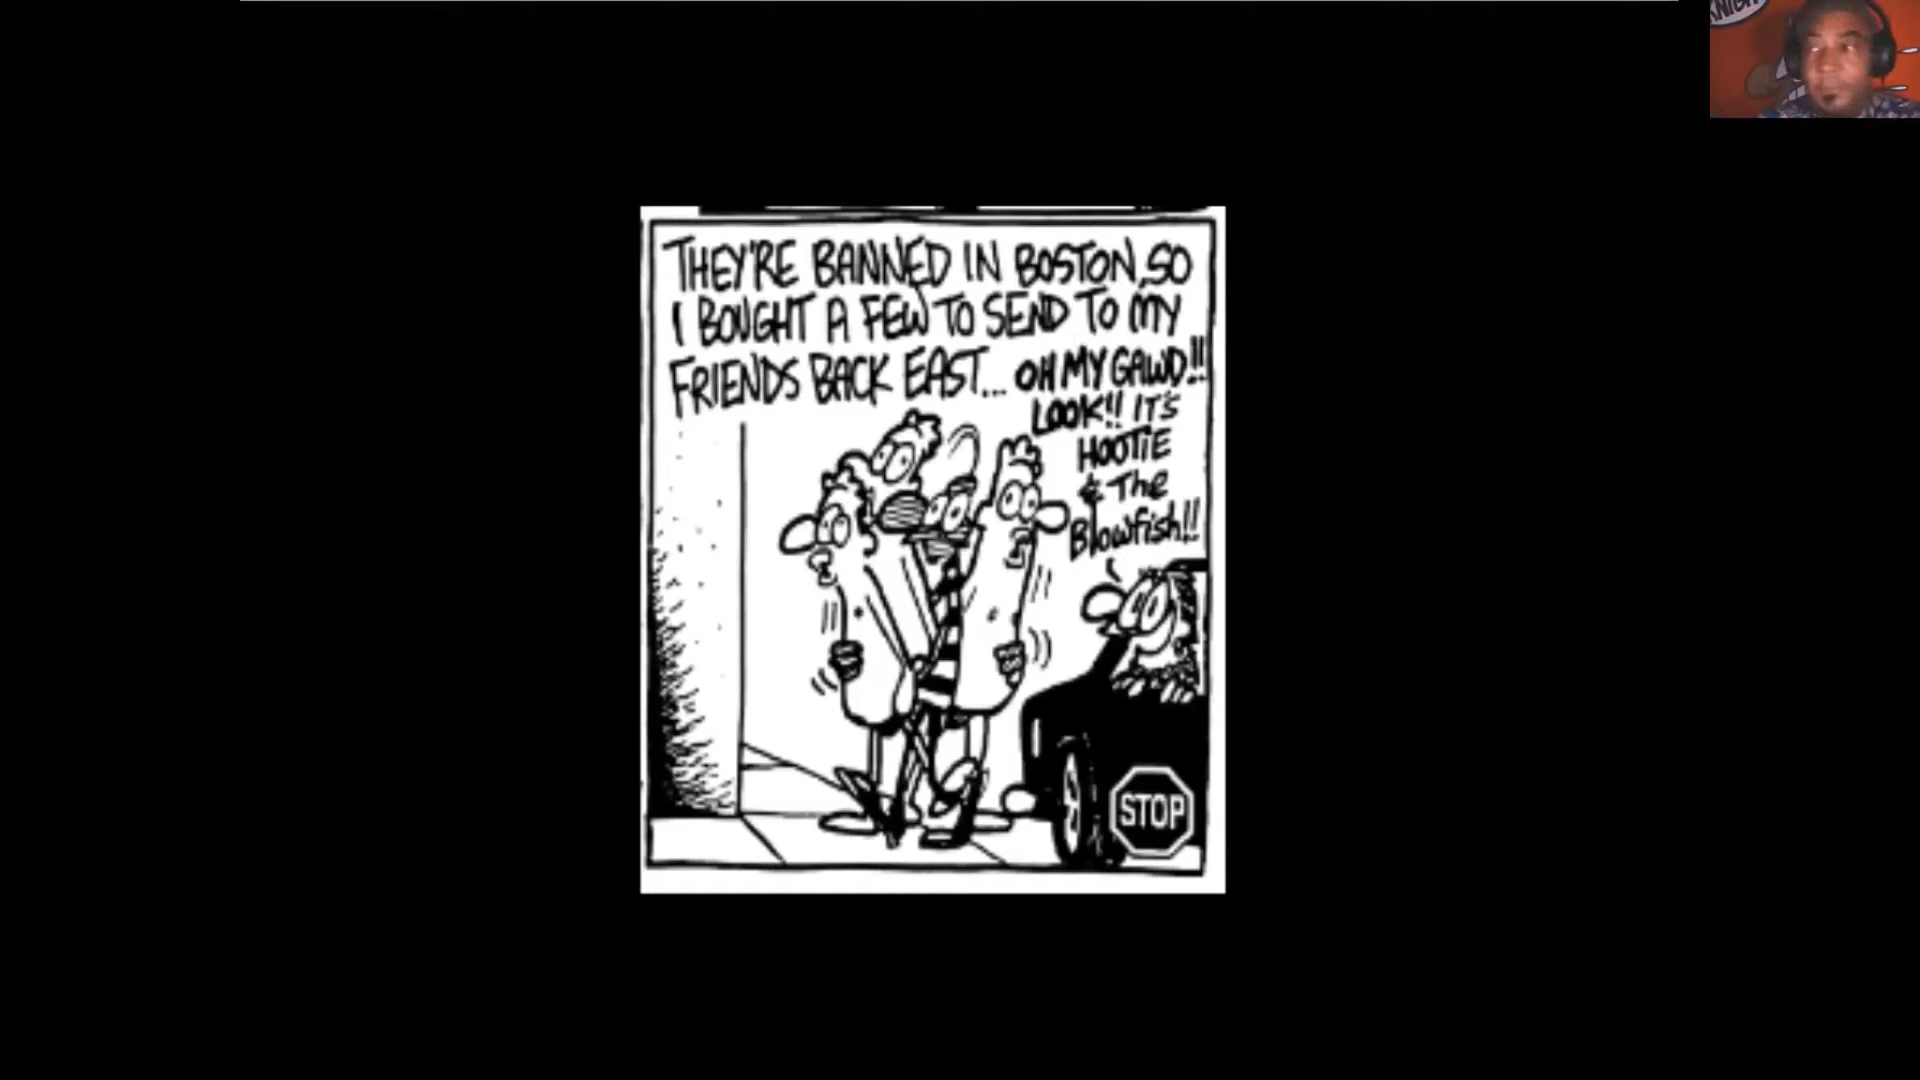 THEY'RE BANNED IN BOSTON, SO
I BOUGHT A FEW TO SEND TO MY
FRIENDS BACK EAST... OH MY GAWD!!
LOOK!! IT'S
HOOTIE
& The
Blowfish!!
STOP